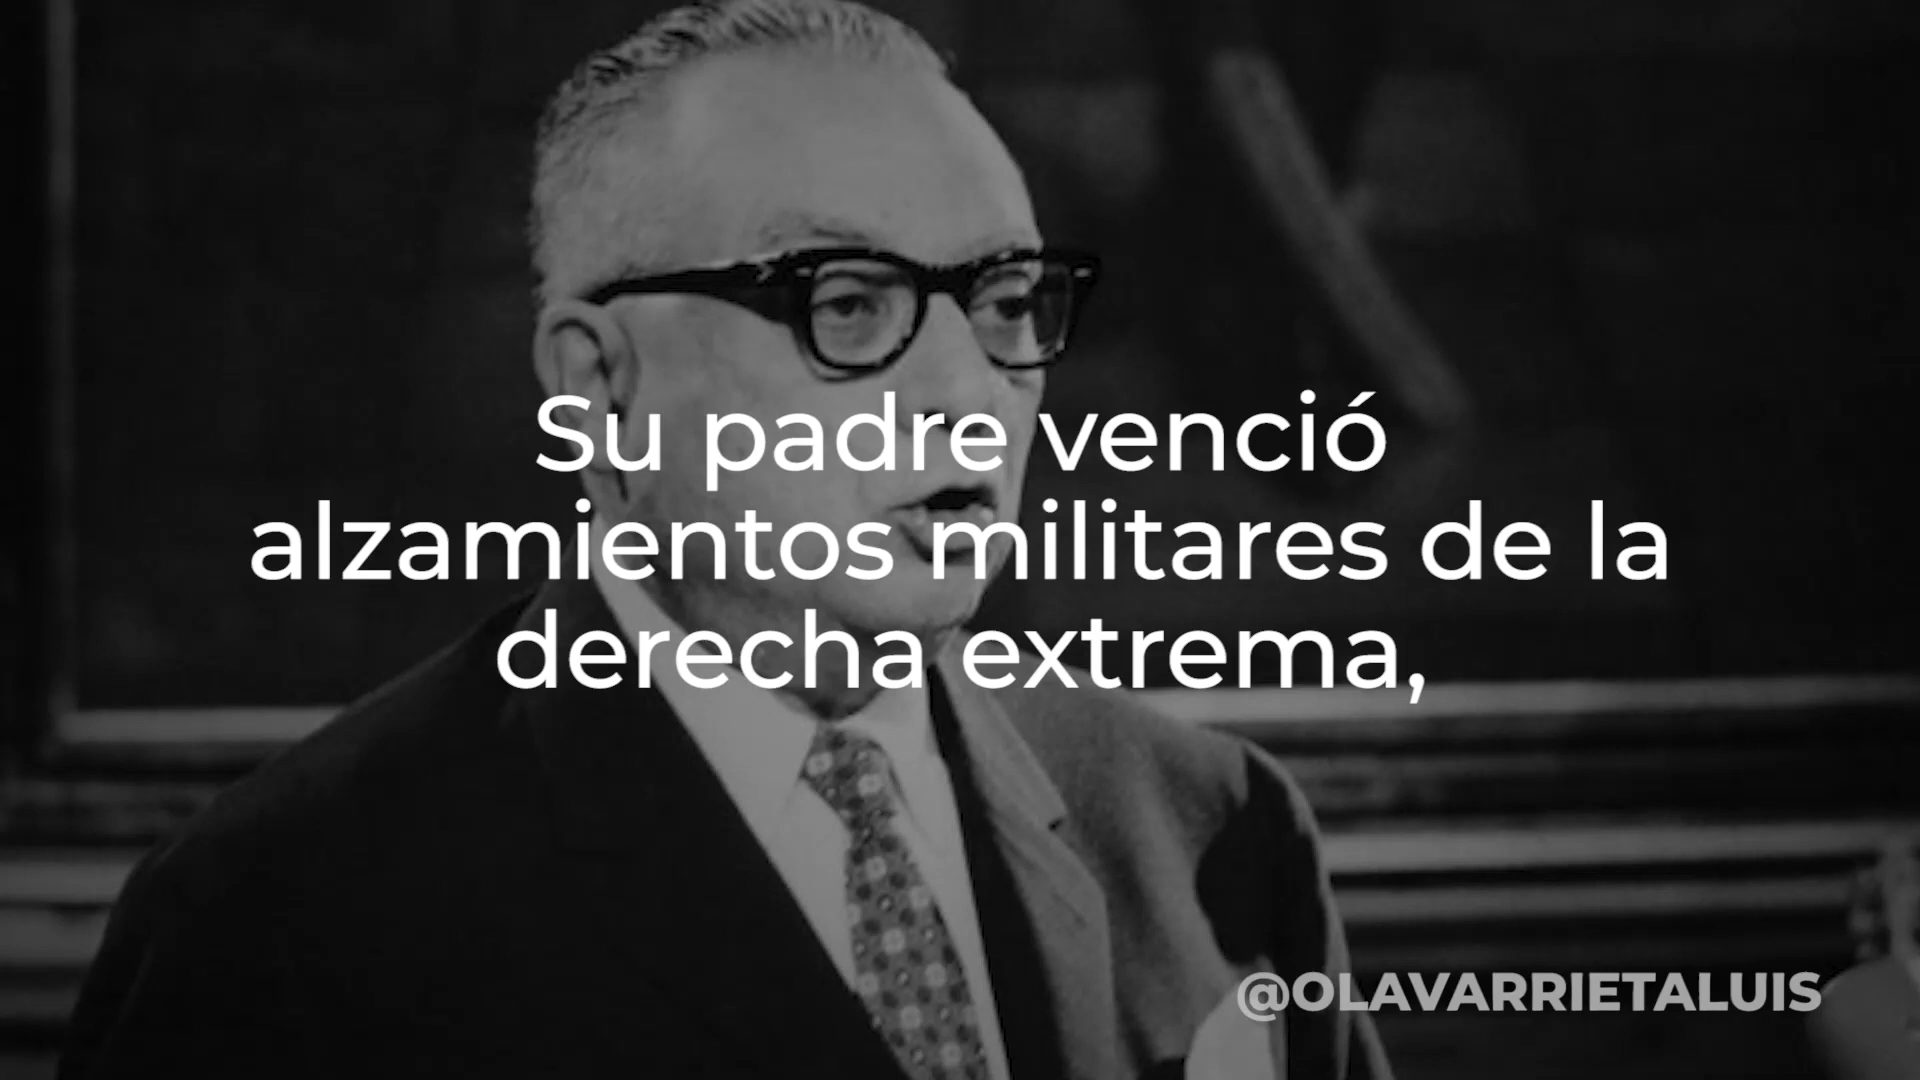 Su padre venció
alzamientos militares de la
derecha extrema,
@OLAVARRIETALUIS